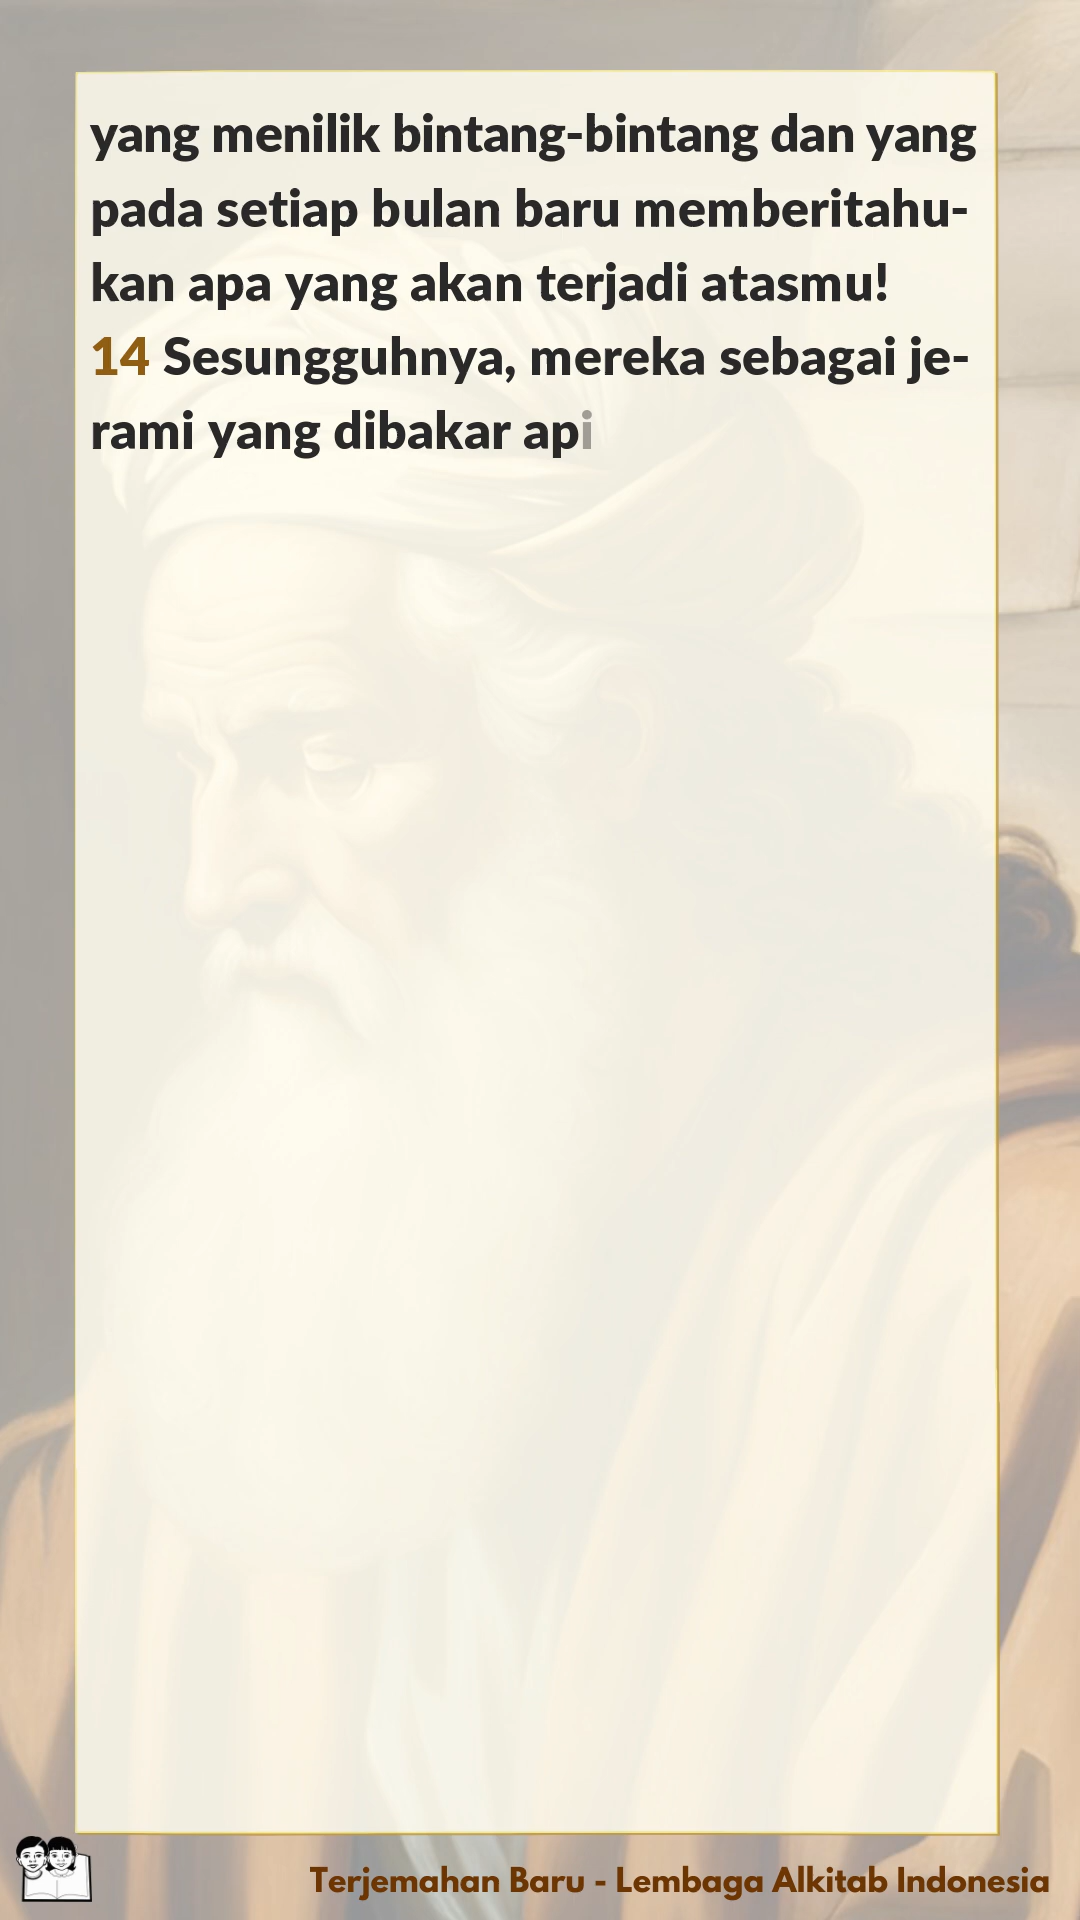 yang menilik bintang-bintang dan yang
pada setiap bulan baru memberitahu-
kan apa yang akan terjadi atasmu!
14 Sesungguhnya, mereka sebagai je-
rami yang dibakar api
Terjemahan Baru - Lembaga Alkitab Indonesia